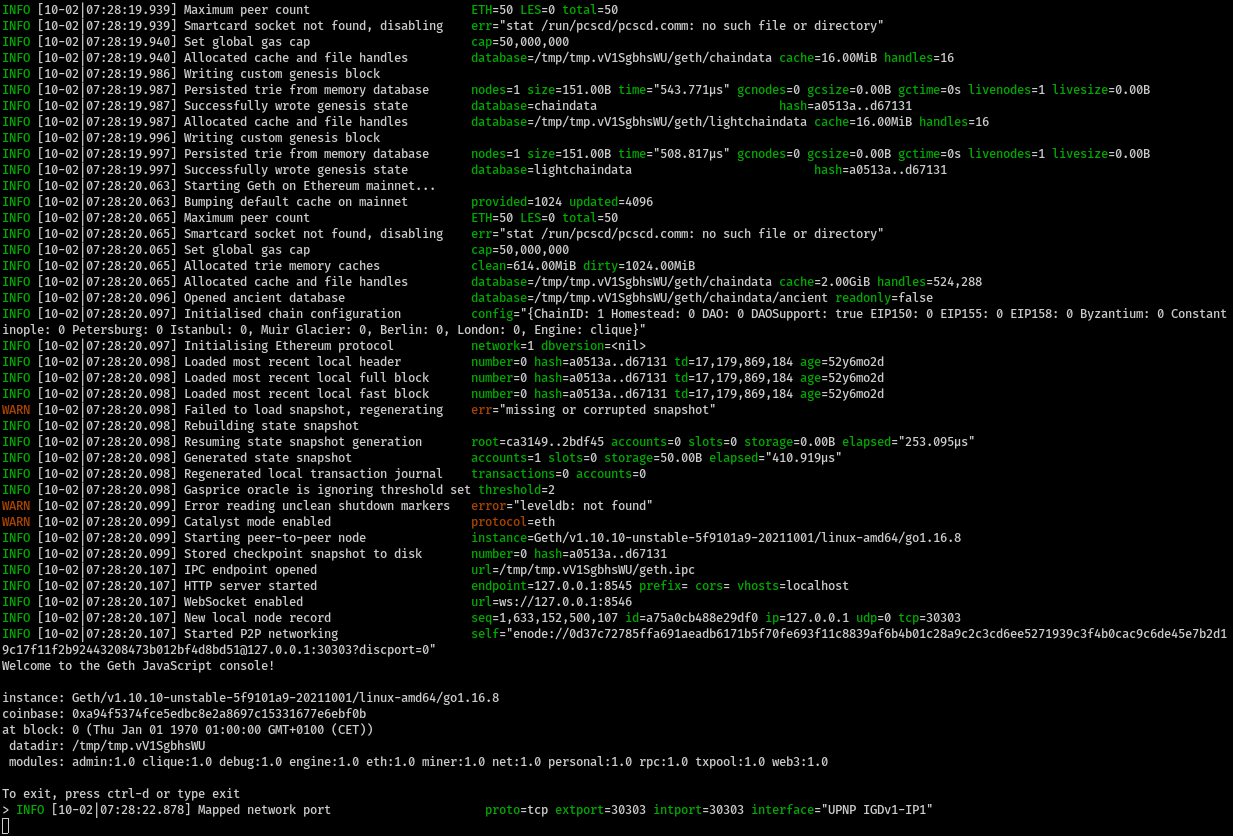 INFO [10-02|07:28:19.939] Maximum peer count                       ETH=50 LES=0 total=50
INFO [10-02|07:28:19.939] Smartcard socket not found, disabling    err="stat /run/pcscd/pcscd.comm: no such file or directory"
INFO [10-02|07:28:19.940] Set global gas cap                       cap=50,000,000
INFO [10-02|07:28:19.940] Allocated cache and file handles         database=/tmp/tmp.vV1SgbhsWU/geth/chaindata cache=16.00MiB handles=16
INFO [10-02|07:28:19.986] Writing custom genesis block
INFO [10-02|07:28:19.987] Persisted trie from memory database      nodes=1 size=151.00B time="543.771µs" gcnodes=0 gcsize=0.00B gctime=0s livenodes=1 livesize=0.00B
INFO [10-02|07:28:19.987] Successfully wrote genesis state         database=chaindata                          hash=a0513a..d67131
INFO [10-02|07:28:19.987] Allocated cache and file handles         database=/tmp/tmp.vV1SgbhsWU/geth/lightchaindata cache=16.00MiB handles=16
INFO [10-02|07:28:19.996] Writing custom genesis block
INFO [10-02|07:28:19.997] Persisted trie from memory database      nodes=1 size=151.00B time="508.817µs" gcnodes=0 gcsize=0.00B gctime=0s livenodes=1 livesize=0.00B
INFO [10-02|07:28:19.997] Successfully wrote genesis state         database=lightchaindata                          hash=a0513a..d67131
INFO [10-02|07:28:20.063] Starting Geth on Ethereum mainnet...
INFO [10-02|07:28:20.063] Bumping default cache on mainnet         provided=1024 updated=4096
INFO [10-02|07:28:20.065] Maximum peer count                       ETH=50 LES=0 total=50
INFO [10-02|07:28:20.065] Smartcard socket not found, disabling    err="stat /run/pcscd/pcscd.comm: no such file or directory"
INFO [10-02|07:28:20.065] Set global gas cap                       cap=50,000,000
INFO [10-02|07:28:20.065] Allocated trie memory caches             clean=614.00MiB dirty=1024.00MiB
INFO [10-02|07:28:20.065] Allocated cache and file handles         database=/tmp/tmp.vV1SgbhsWU/geth/chaindata cache=2.00GiB handles=524,288
INFO [10-02|07:28:20.096] Opened ancient database                  database=/tmp/tmp.vV1SgbhsWU/geth/chaindata/ancient readonly=false
INFO [10-02|07:28:20.097] Initialised chain configuration          config="{ChainID: 1 Homestead: 0 DAO: 0 DAOSupport: true EIP150: 0 EIP155: 0 EIP158: 0 Byzantium: 0 Constant
inople: 0 Petersburg: 0 Istanbul: 0, Muir Glacier: 0, Berlin: 0, London: 0, Engine: clique}"
INFO [10-02|07:28:20.097] Initialising Ethereum protocol           network=1 dbversion=<nil>
INFO [10-02|07:28:20.098] Loaded most recent local header          number=0 hash=a0513a..d67131 td=17,179,869,184 age=52y6mo2d
INFO [10-02|07:28:20.098] Loaded most recent local full block      number=0 hash=a0513a..d67131 td=17,179,869,184 age=52y6mo2d
INFO [10-02|07:28:20.098] Loaded most recent local fast block      number=0 hash=a0513a..d67131 td=17,179,869,184 age=52y6mo2d
WARN [10-02|07:28:20.098] Failed to load snapshot, regenerating    err="missing or corrupted snapshot"
INFO [10-02|07:28:20.098] Rebuilding state snapshot
INFO [10-02|07:28:20.098] Resuming state snapshot generation       root=ca3149..2bdf45 accounts=0 slots=0 storage=0.00B elapsed="253.095µs"
INFO [10-02|07:28:20.098] Generated state snapshot                 accounts=1 slots=0 storage=50.00B elapsed="410.919µs"
INFO [10-02|07:28:20.098] Regenerated local transaction journal    transactions=0 accounts=0
INFO [10-02|07:28:20.098] Gasprice oracle is ignoring threshold set threshold=2
WARN [10-02|07:28:20.099] Error reading unclean shutdown markers   error="leveldb: not found"
WARN [10-02|07:28:20.099] Catalyst mode enabled                    protocol=eth
INFO [10-02|07:28:20.099] Starting peer-to-peer node               instance=Geth/v1.10.10-unstable-5f9101a9-20211001/linux-amd64/go1.16.8
INFO [10-02|07:28:20.099] Stored checkpoint snapshot to disk       number=0 hash=a0513a..d67131
INFO [10-02|07:28:20.107] IPC endpoint opened                      url=/tmp/tmp.vV1SgbhsWU/geth.ipc
INFO [10-02|07:28:20.107] HTTP server started                      endpoint=127.0.0.1:8545 prefix= cors= vhosts=localhost
INFO [10-02|07:28:20.107] WebSocket enabled                        url=ws://127.0.0.1:8546
INFO [10-02|07:28:20.107] New local node record                    seq=1,633,152,500,107 id=a75a0cb488e29df0 ip=127.0.0.1 udp=0 tcp=30303
INFO [10-02|07:28:20.107] Started P2P networking                   self="enode://0d37c72785ffa691aeadb6171b5f70fe693f11c8839af6b4b01c28a9c2c3cd6ee5271939c3f4b0cac9c6de45e7b2d1
9c17f11f2b92443208473b012bf4d8bd51@127.0.0.1:30303?discport=0"
Welcome to the Geth JavaScript console!

instance: Geth/v1.10.10-unstable-5f9101a9-20211001/linux-amd64/go1.16.8
coinbase: 0xa94f5374fce5edbc8e2a8697c15331677e6ebf0b
at block: 0 (Thu Jan 01 1970 01:00:00 GMT+0100 (CET))
 datadir: /tmp/tmp.vV1SgbhsWU
 modules: admin:1.0 clique:1.0 debug:1.0 engine:1.0 eth:1.0 miner:1.0 net:1.0 personal:1.0 rpc:1.0 txpool:1.0 web3:1.0

To exit, press ctrl-d or type exit
> INFO [10-02|07:28:22.878] Mapped network port                      proto=tcp extport=30303 intport=30303 interface="UPNP IGDv1-IP1"